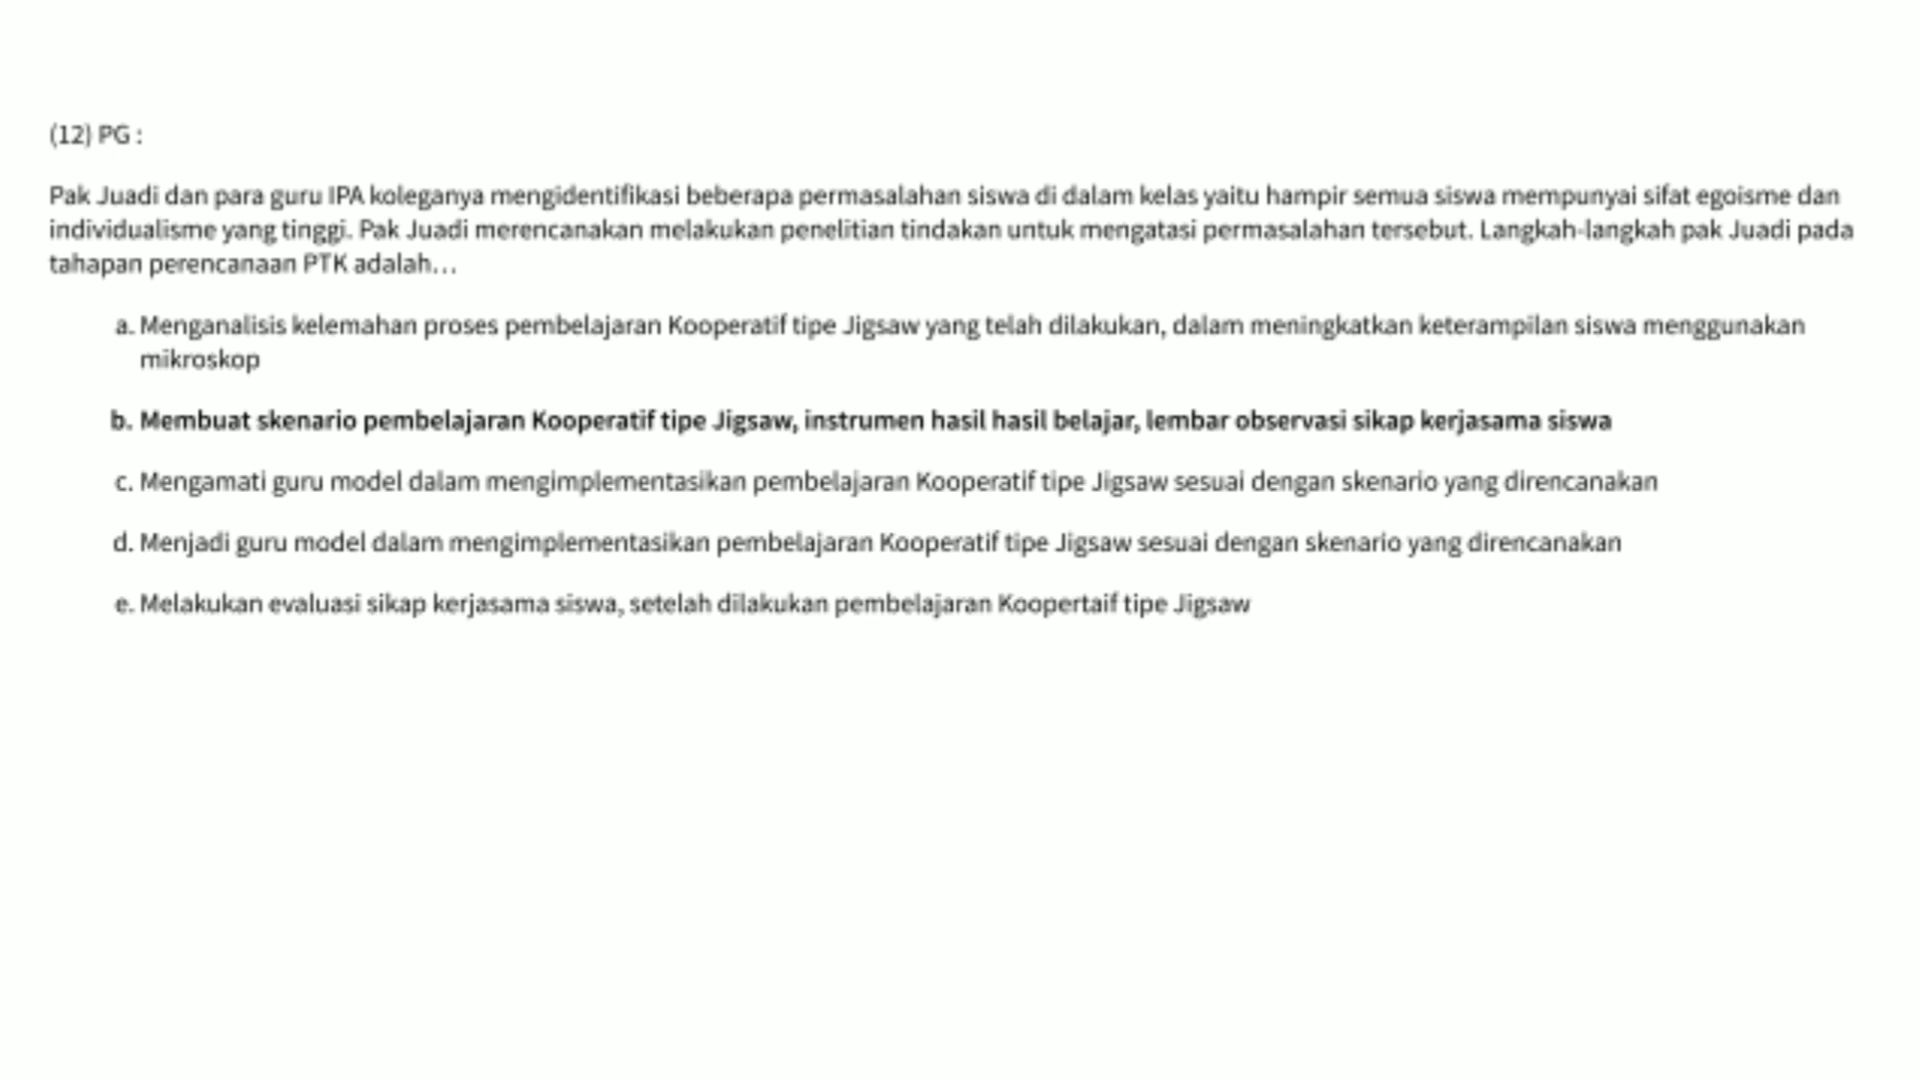 (12) PG :
Pak Juadi dan para guru IPA koleganya mengidentifikasi beberapa permasalahan siswa di dalam kelas yaitu hampir semua siswa mempunyai sifat egoisme dan
individualisme yang tinggi. Pak Juadi merencanakan melakukan penelitian tindakan untuk mengatasi permasalahan tersebut. Langkah-langkah pak Juadi pada
tahapan perencanaan PTK adalah…
a. Menganalisis kelemahan proses pembelajaran Kooperatif tipe Jigsaw yang telah dilakukan, dalam meningkatkan keterampilan siswa menggunakan
mikroskop
b. Membuat skenario pembelajaran Kooperatif tipe Jigsaw, instrumen hasil hasil belajar, lembar observasi sikap kerjasama siswa
c. Mengamati guru model dalam mengimplementasikan pembelajaran Kooperatif tipe Jigsaw sesuai dengan skenario yang direncanakan
d. Menjadi guru model dalam mengimplementasikan pembelajaran Kooperatif tipe Jigsaw sesuai dengan skenario yang direncanakan
e. Melakukan evaluasi sikap kerjasama siswa, setelah dilakukan pembelajaran Koopertaif tipe Jigsaw